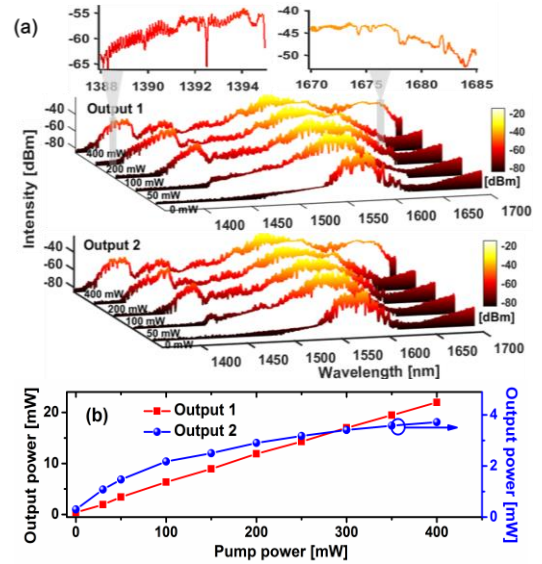 (a)
-55
-60
-65
1388 1390 1392 1394
-40
-45
-50
1670 1675 1680 1685
Output 1
-40
-60
-80
400 mW
200 mW
100 mW
50 mW
0 mW
1400 1450 1500 1550 1600 1650 1700
-20
-40
-60
-80
[dBm]
Intensity [dBm]
Output 2
-40
-60
-80
400 mW
200 mW
100 mW
50 mW
0 mW
1400 1450 1500 1550 1600 1650 1700
Wavelength [nm]
-20
-40
-60
-80
[dBm]
(b)
Output 1
Output 2
Output power [mW]
20
10
0
Output power [mW]
4
2
0
0 100 200 300 400
Pump power [mW]